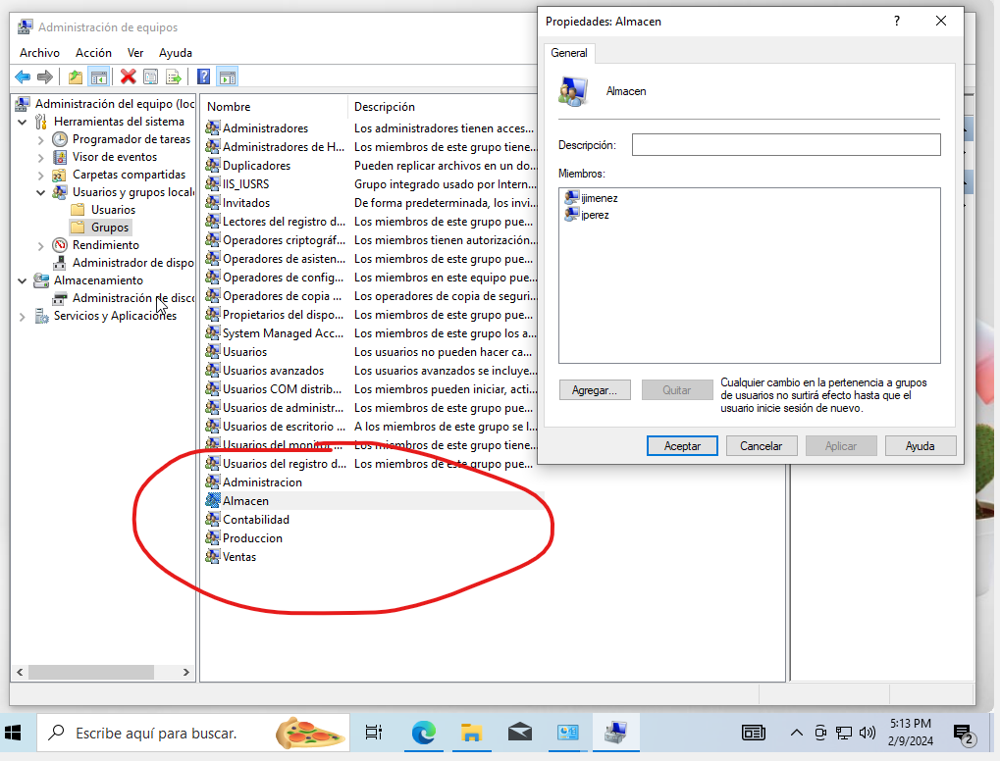 Administración de equipos
Archivo Acción Ver Ayuda
Administración del equipo (loc
Herramientas del sistema
Programador de tareas
Visor de eventos
Carpetas compartidas
Usuarios y grupos locale
Usuarios
Grupos
Rendimiento
Administrador de dispo
Almacenamiento
Administración de disco
Servicios y Aplicaciones
Nombre Descripción
Administradores Los administradores tienen acces...
Administradores de H... Los miembros de este grupo tiene...
Duplicadores Pueden replicar archivos en un do...
IIS_IUSRS Grupo integrado usado por Intern...
Invitados De forma predeterminada, los invi...
Lectores del registro d... Los miembros de este grupo pue...
Operadores criptográf... Los miembros tienen autorización...
Operadores de asisten... Los miembros de este grupo pue...
Operadores de config... Los miembros en este equipo pue...
Operadores de copia ... Los operadores de copia de seguri...
Propietarios del dispo... Los miembros de este grupo pue...
System Managed Acc... Los miembros de este grupo los a...
Usuarios Los usuarios no pueden hacer ca...
Usuarios avanzados Los usuarios avanzados se incluye...
Usuarios COM distrib... Los miembros pueden iniciar, acti...
Usuarios de administr... Los miembros de este grupo pue...
Usuarios de escritorio ... A los miembros de este grupo se l...
Usuarios del monitor ... Los miembros de este grupo tiene...
Usuarios del registro d... Los miembros de este grupo pue...
Administracion
Almacen
Contabilidad
Produccion
Ventas
Propiedades: Almacen ?
General
Almacen
Descripción:
Miembros:
ijimenez
jperez
Agregar... Quitar
Cualquier cambio en la pertenencia a grupos
de usuarios no surtirá efecto hasta que el
usuario inicie sesión de nuevo.
Aceptar Cancelar Aplicar Ayuda
Escribe aquí para buscar.
5:13 PM
2/9/2024
2